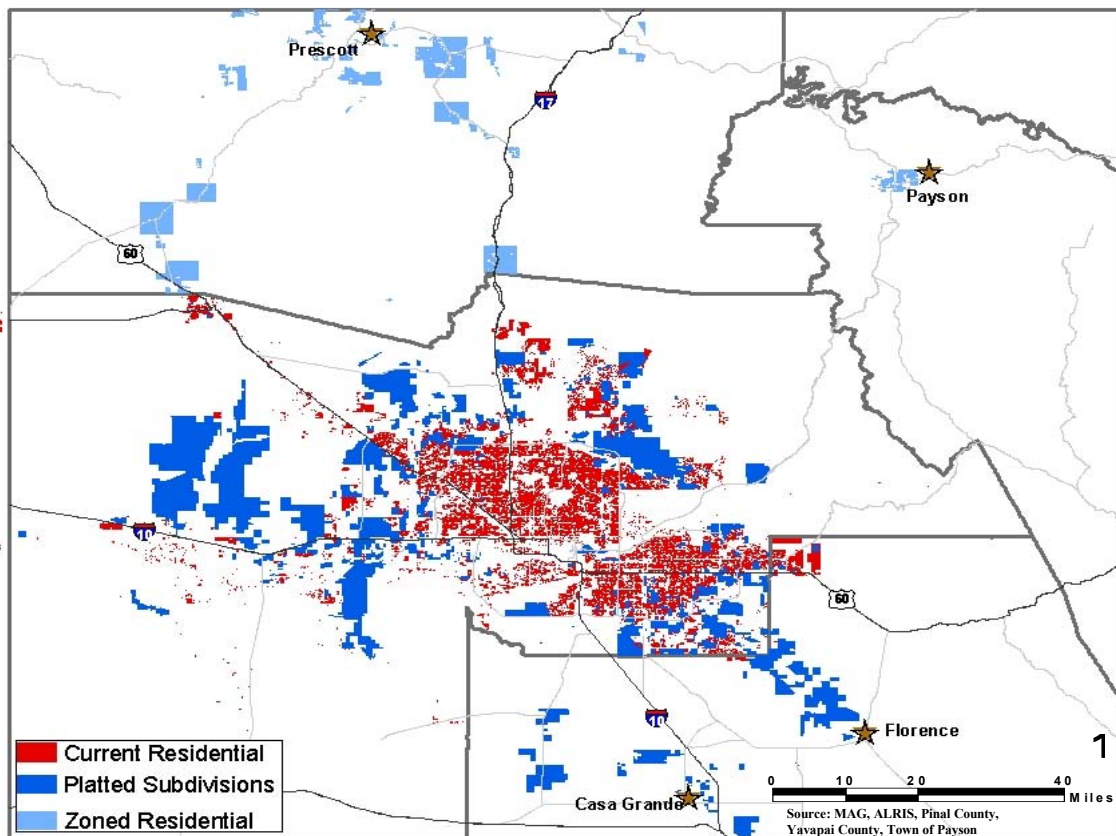 Prescott
17
Payson
60
10
60
10
Florence
Casa Grande
Current Residential
Platted Subdivisions
Zoned Residential
1
0 10 20 40
Miles
Source: MAG, ALRIS, Pinal County,
Yavapai County, Town of Payson